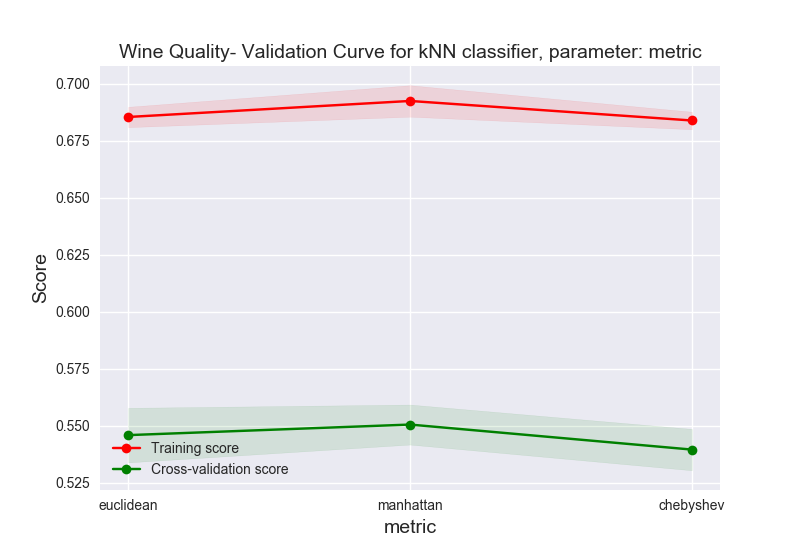 Wine Quality- Validation Curve for kNN classifier, parameter: metric
0.700
0.675
0.650
0.625
0.600
0.575
0.550
0.525
Score
Training score
Cross-validation score
euclidean manhattan chebyshev
metric